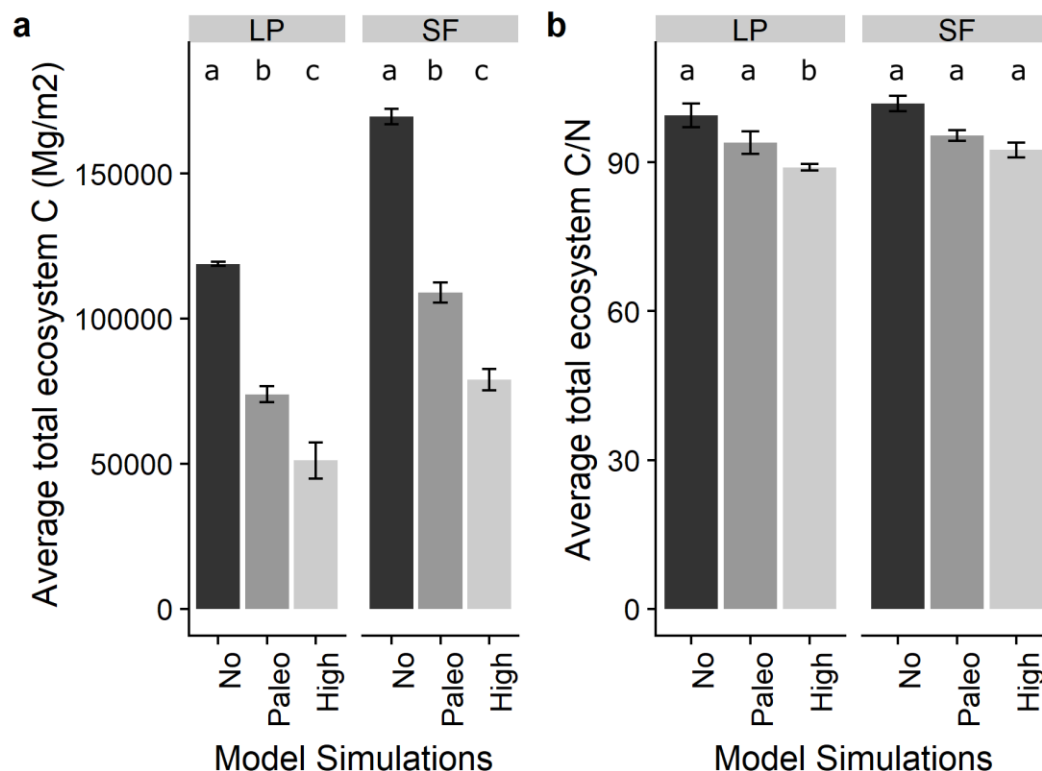 a
LP SF
a b c a b c
Average total ecosystem C (Mg/m2)
150000
100000
50000
0
No Paleo High No Paleo High
Model Simulations
b
LP SF
a a b a a a
Average total ecosystem C/N
90
60
30
0
No Paleo High No Paleo High
Model Simulations